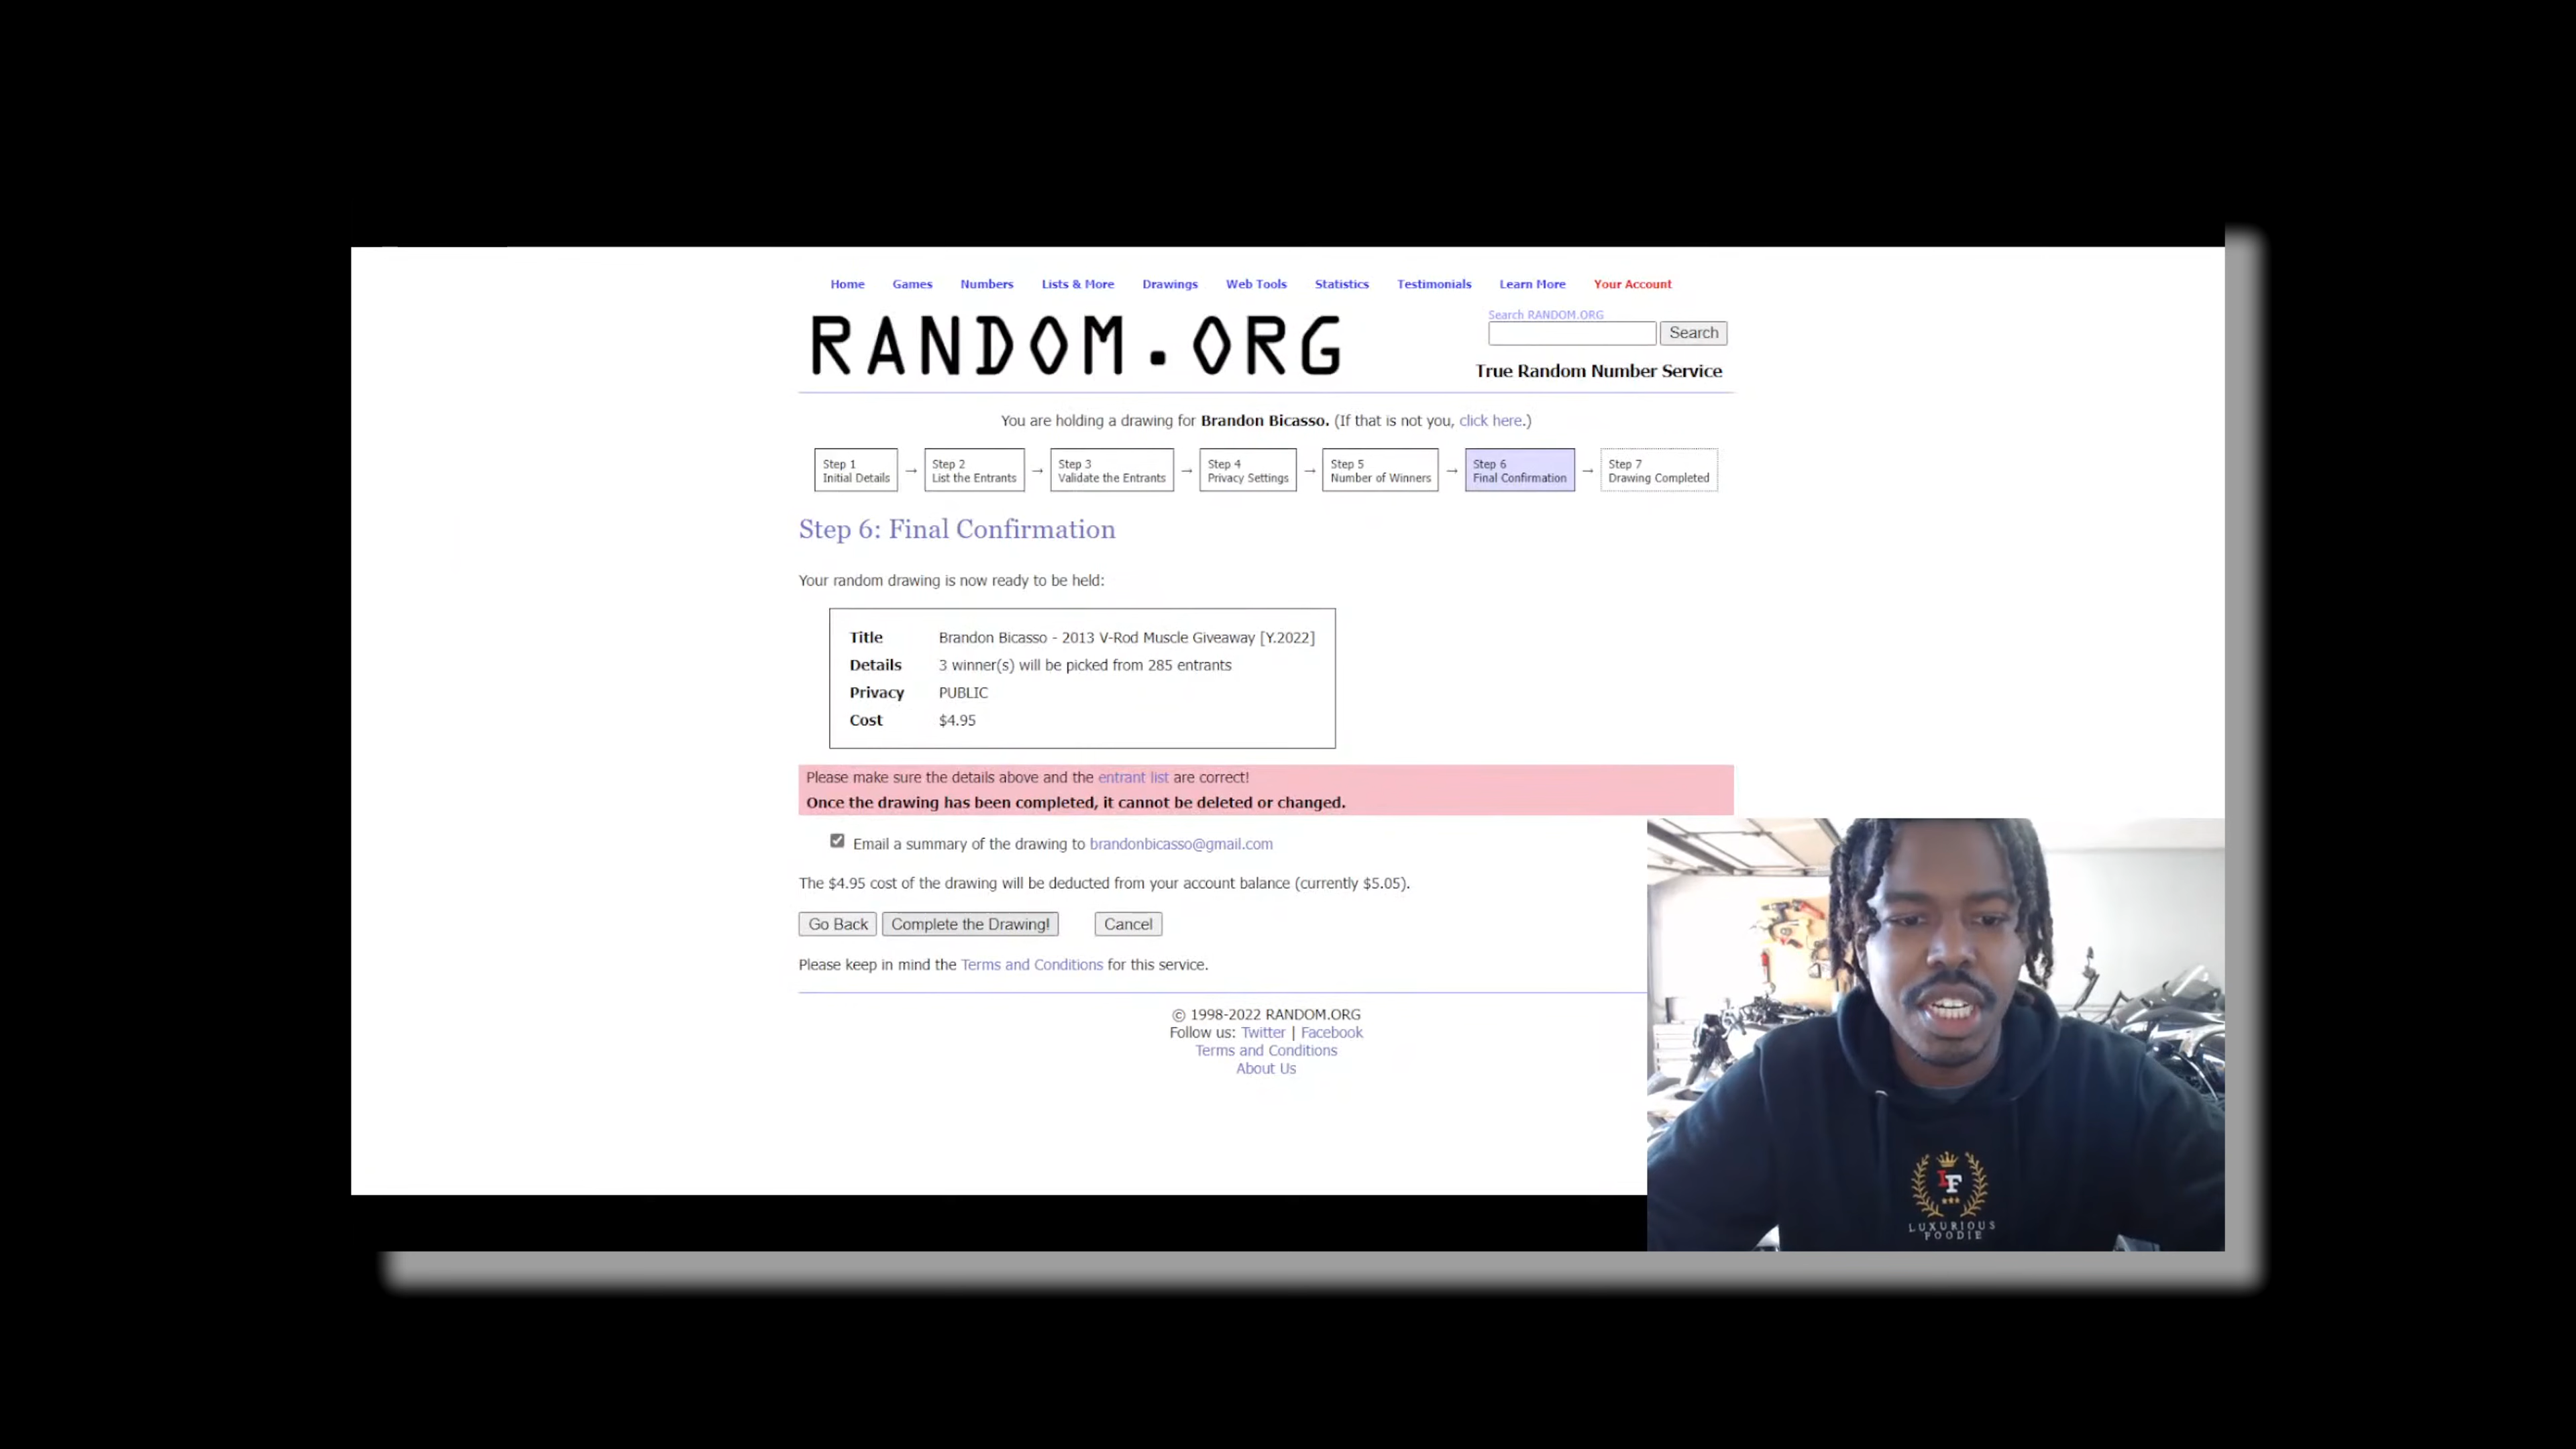 Home Games Numbers Lists & More Drawings Web Tools Statistics Testimonials Learn More Your Account
RANDOM.ORG
Search RANDOM.ORG
Search
True Random Number Service
You are holding a drawing for Brandon Bicasso. (If that is not you, click here.)
Step 1
Initial Details
→
Step 2
List the Entrants
→
Step 3
Validate the Entrants
→
Step 4
Privacy Settings
→
Step 5
Number of Winners
→
Step 6
Final Confirmation
→
Step 7
Drawing Completed
Step 6: Final Confirmation
Your random drawing is now ready to be held:
Title Brandon Bicasso - 2013 V-Rod Muscle Giveaway [Y.2022]
Details 3 winner(s) will be picked from 285 entrants
Privacy PUBLIC
Cost $4.95
Please make sure the details above and the entrant list are correct!
Once the drawing has been completed, it cannot be deleted or changed.
Email a summary of the drawing to brandonbicasso@gmail.com
The $4.95 cost of the drawing will be deducted from your account balance (currently $5.05).
Go Back Complete the Drawing! Cancel
Please keep in mind the Terms and Conditions for this service.
© 1998-2022 RANDOM.ORG
Follow us: Twitter | Facebook
Terms and Conditions
About Us
LF
LUXURIOUS
FOODIE